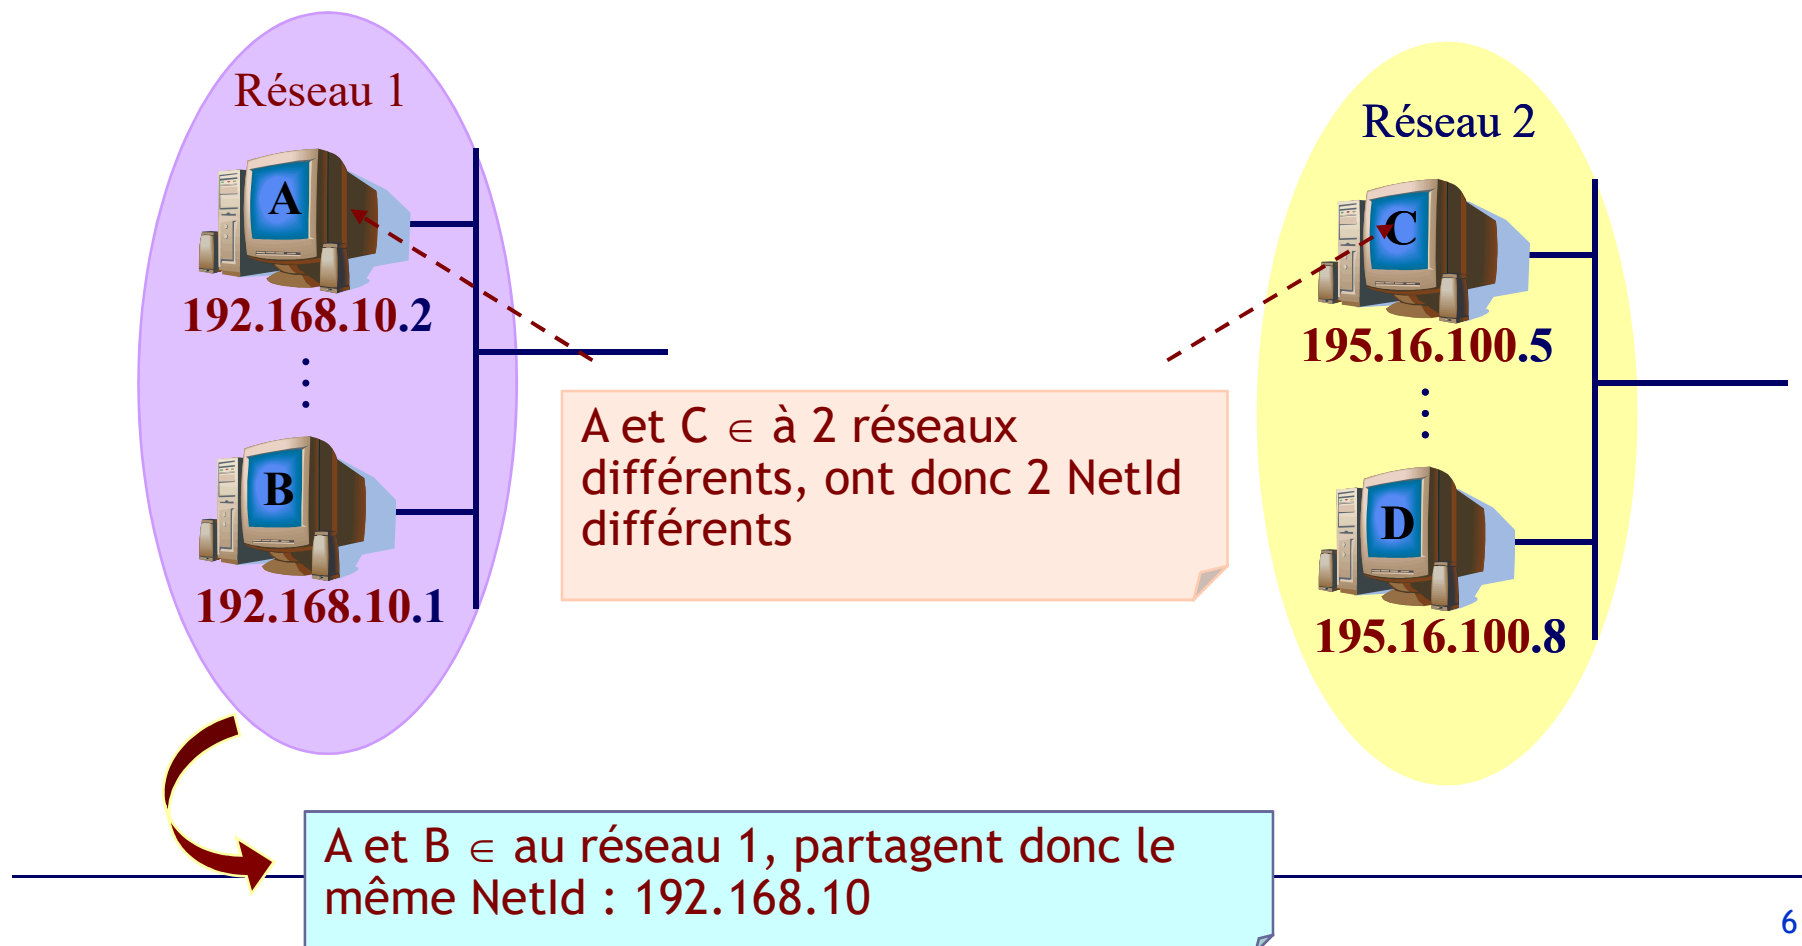 Réseau 1
A
192.168.10.2
B
192.168.10.1
Réseau 2
C
195.16.100.5
D
195.16.100.8
A et C ∈ à 2 réseaux
différents, ont donc 2 NetId
différents
A et B ∈ au réseau 1, partagent donc le
même NetId : 192.168.10
6